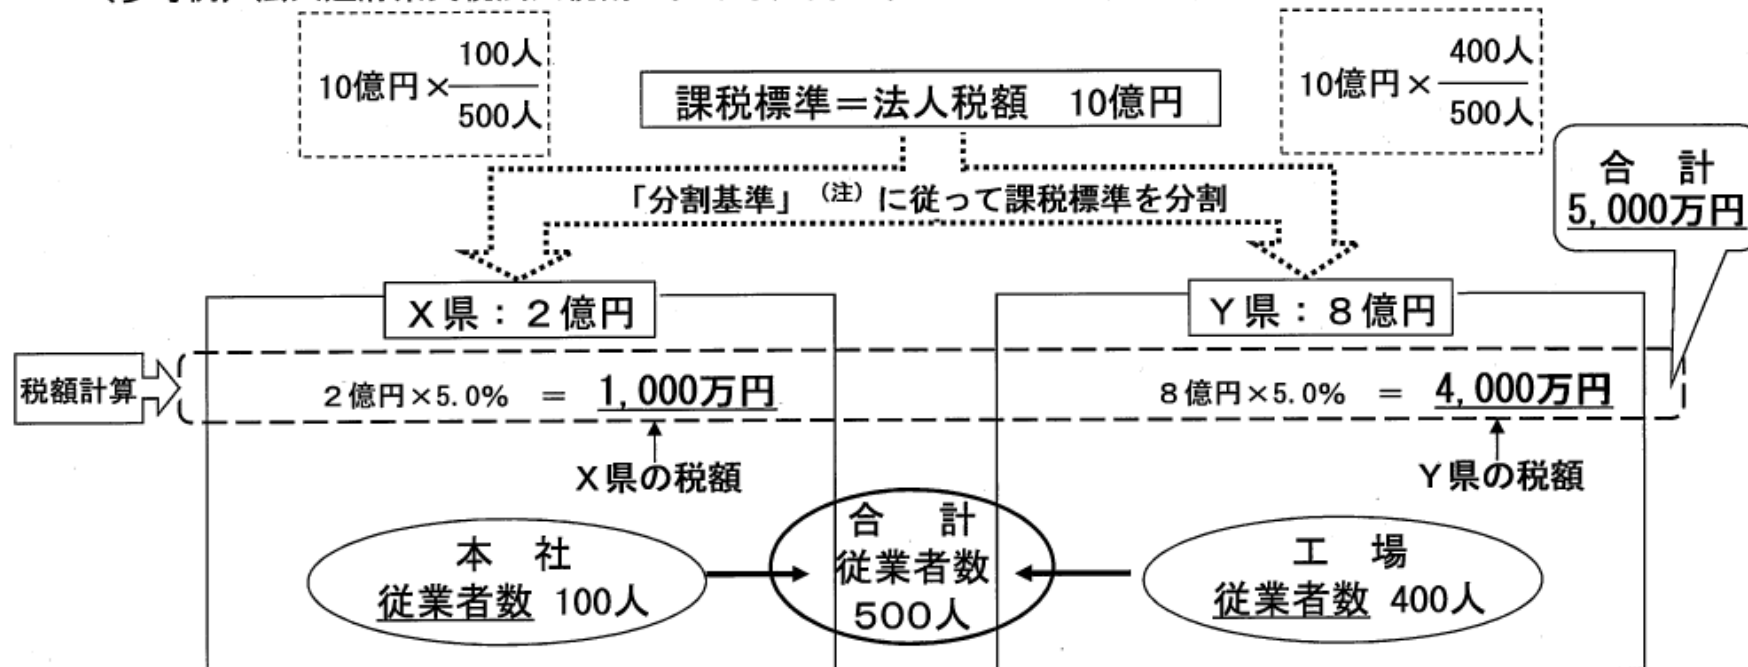 10億円×100人/500人
課税標準＝法人税額　10億円
10億円×400人/500人
合　計
5,000万円
「分割基準」（注）に従って課税標準を分割
Ｘ県：２億円
Ｙ県：８億円
税額計算
２億円×5.0%　＝　1,000万円
８億円×5.0%　＝　4,000万円
Ｘ県の税額
Ｙ県の税額
本　社
従業者数 100人
合　計
従業者数
500人
工　場
従業者数 400人